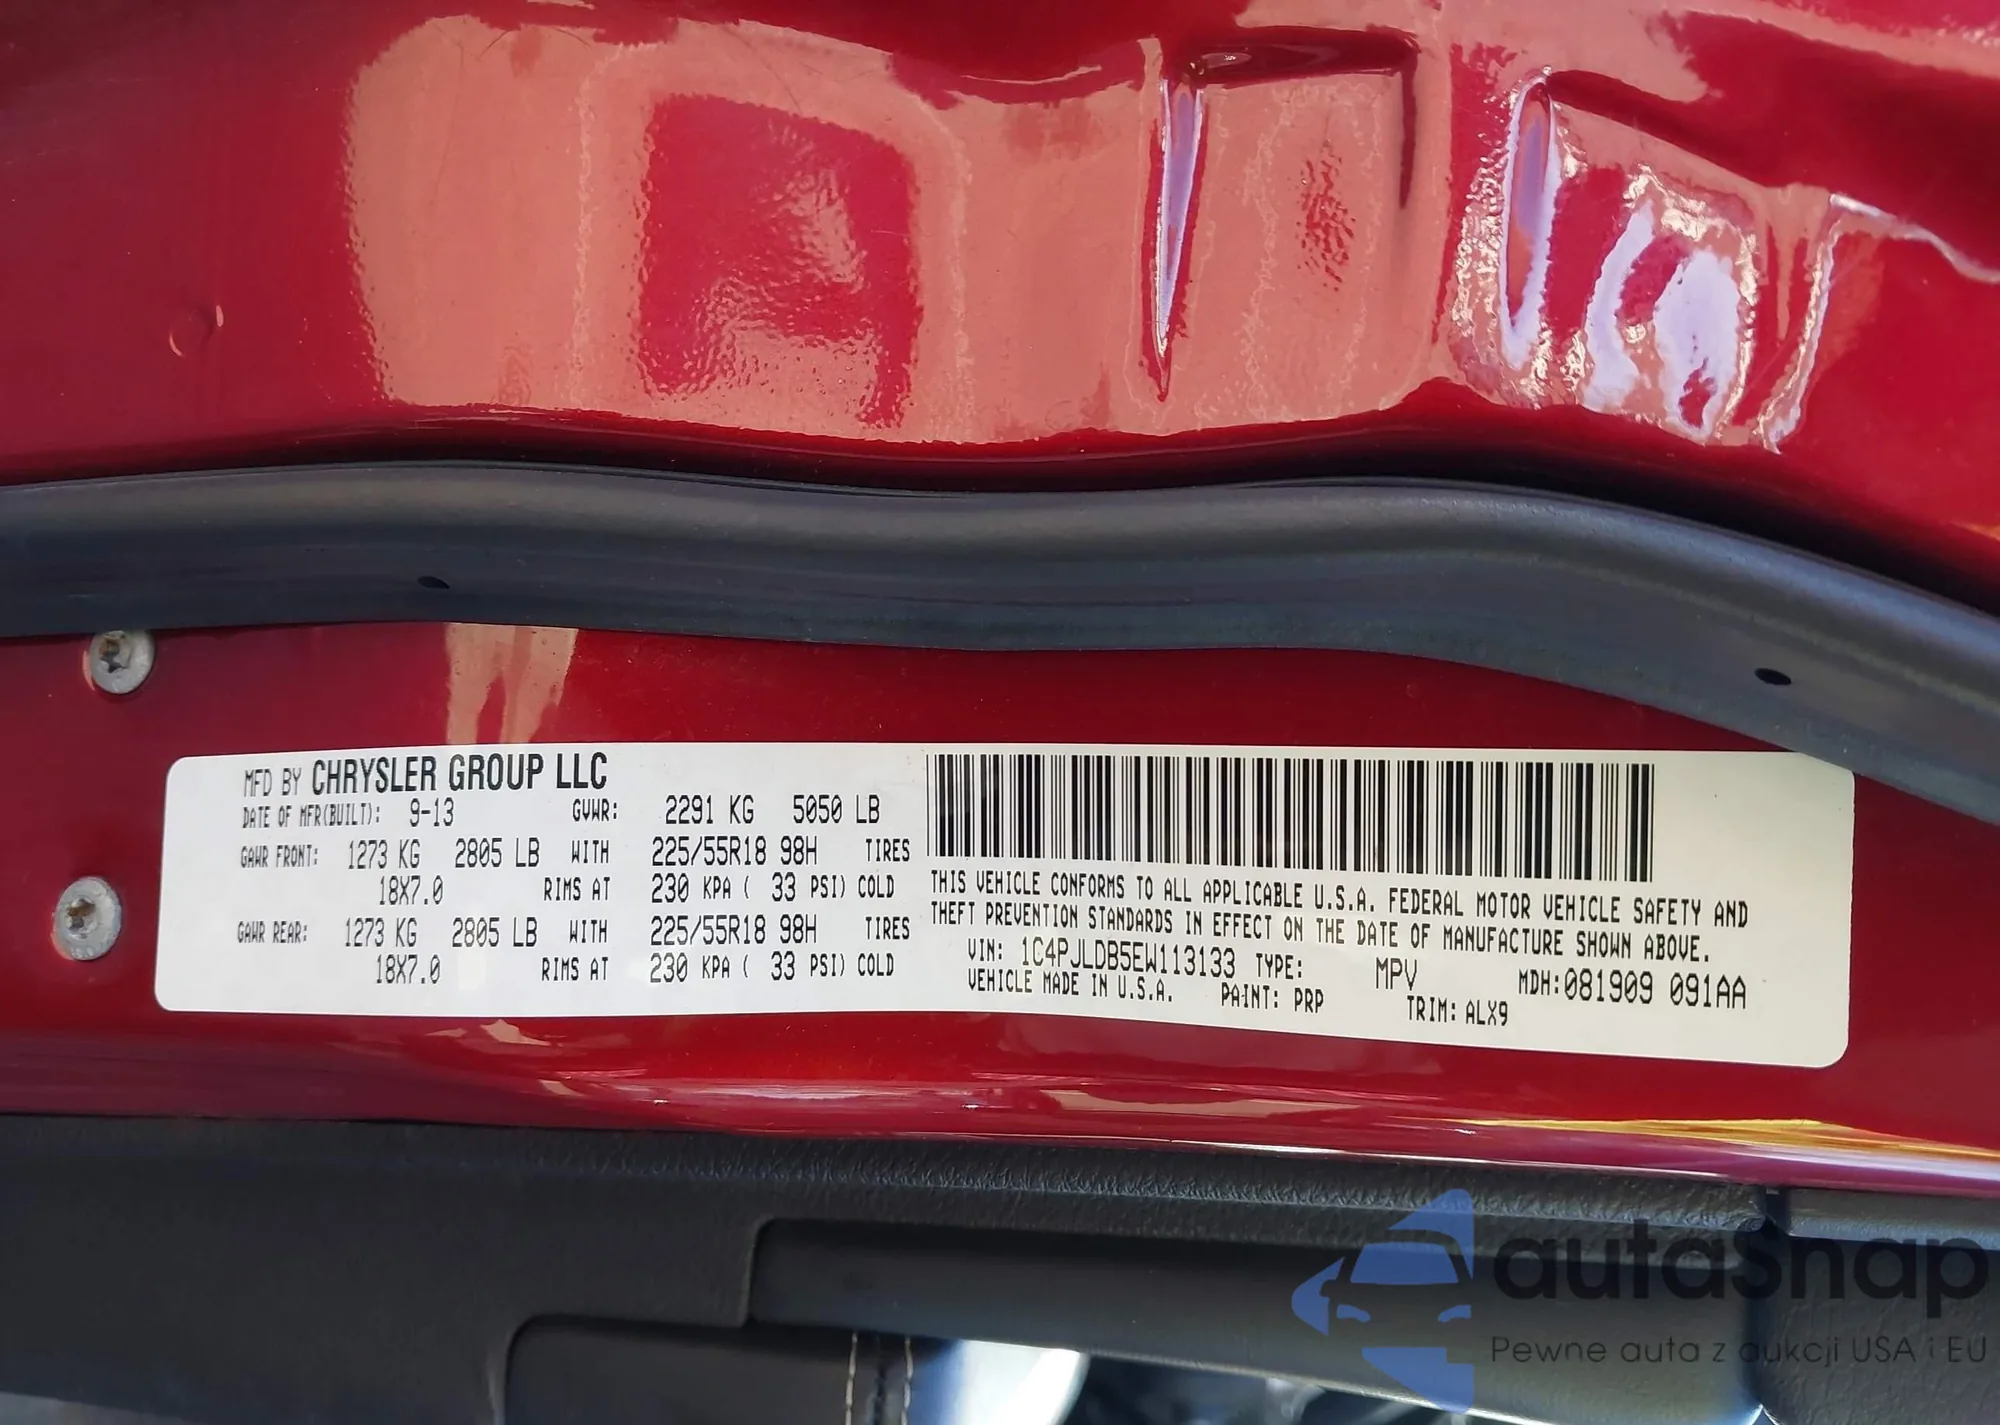 MFD BY CHRYSLER GROUP LLC
DATE OF MFR(BUILT): 9-13 GVWR: 2291 KG 5050 LB
GAWR FRONT: 1273 KG 2805 LB WITH 225/55R18 98H TIRES
18X7.0 RIMS AT 230 KPA ( 33 PSI) COLD
GAWR REAR: 1273 KG 2805 LB WITH 225/55R18 98H TIRES
18X7.0 RIMS AT 230 KPA ( 33 PSI) COLD
THIS VEHICLE CONFORMS TO ALL APPLICABLE U.S.A. FEDERAL MOTOR VEHICLE SAFETY AND
THEFT PREVENTION STANDARDS IN EFFECT ON THE DATE OF MANUFACTURE SHOWN ABOVE.
VIN: 1C4PJLDB5EW113133 TYPE: MPV MDH:081909 091AA
VEHICLE MADE IN U.S.A. PAINT: PRP TRIM: ALX9
autaSnap
Pewne auta z aukcji USA i EU